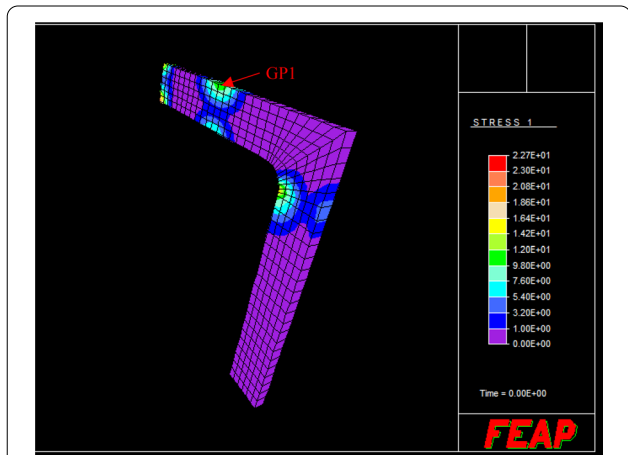 GP1
STRESS 1
2.27E+01
2.30E+01
2.08E+01
1.86E+01
1.64E+01
1.42E+01
1.20E+01
9.80E+00
7.60E+00
5.40E+00
3.20E+00
1.00E+00
0.00E+00
Time = 0.00E+00
FEAP